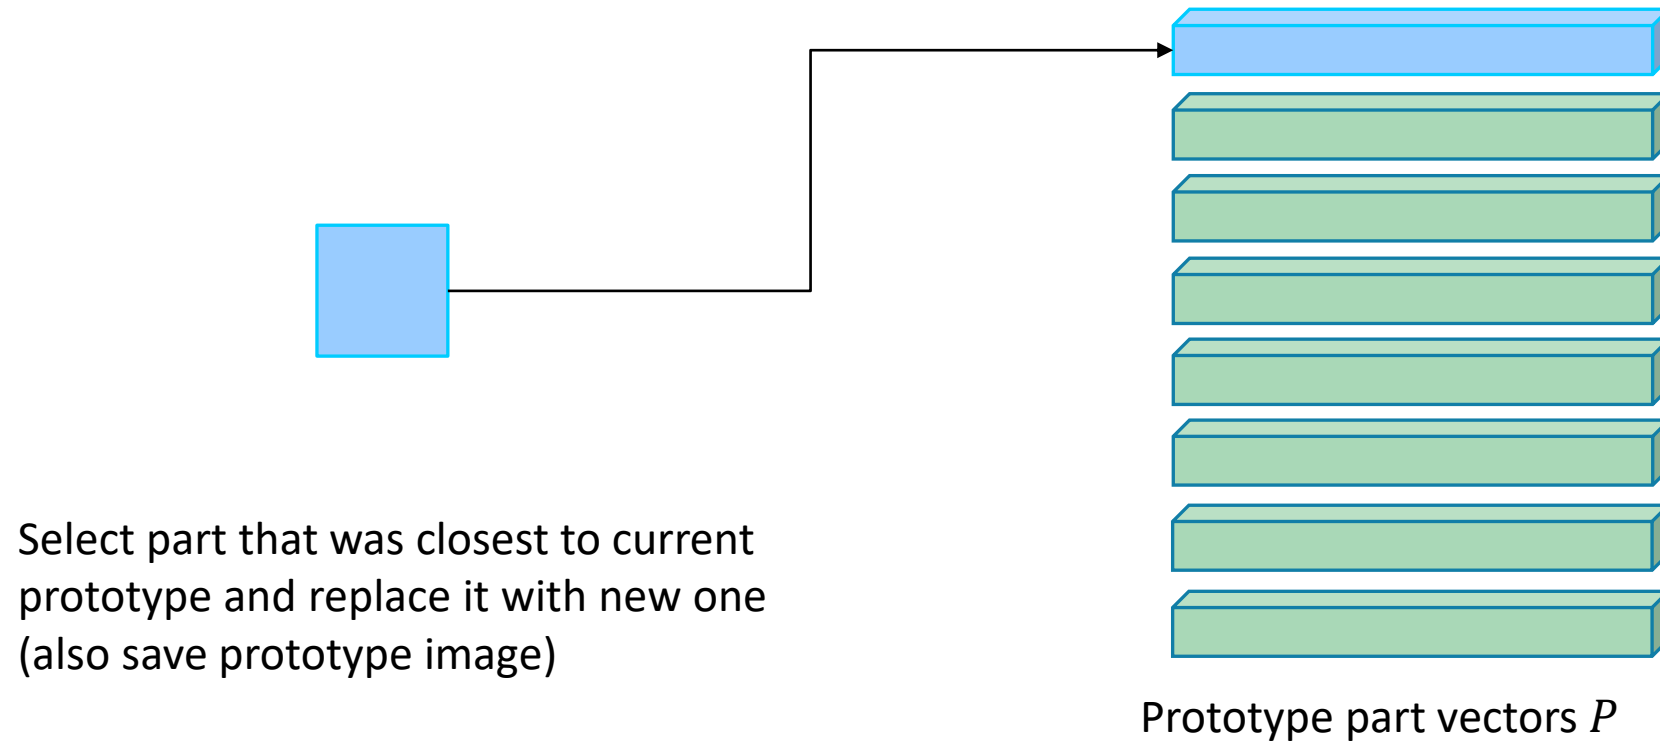 Select part that was closest to current
prototype and replace it with new one
(also save prototype image)
Prototype part vectors P